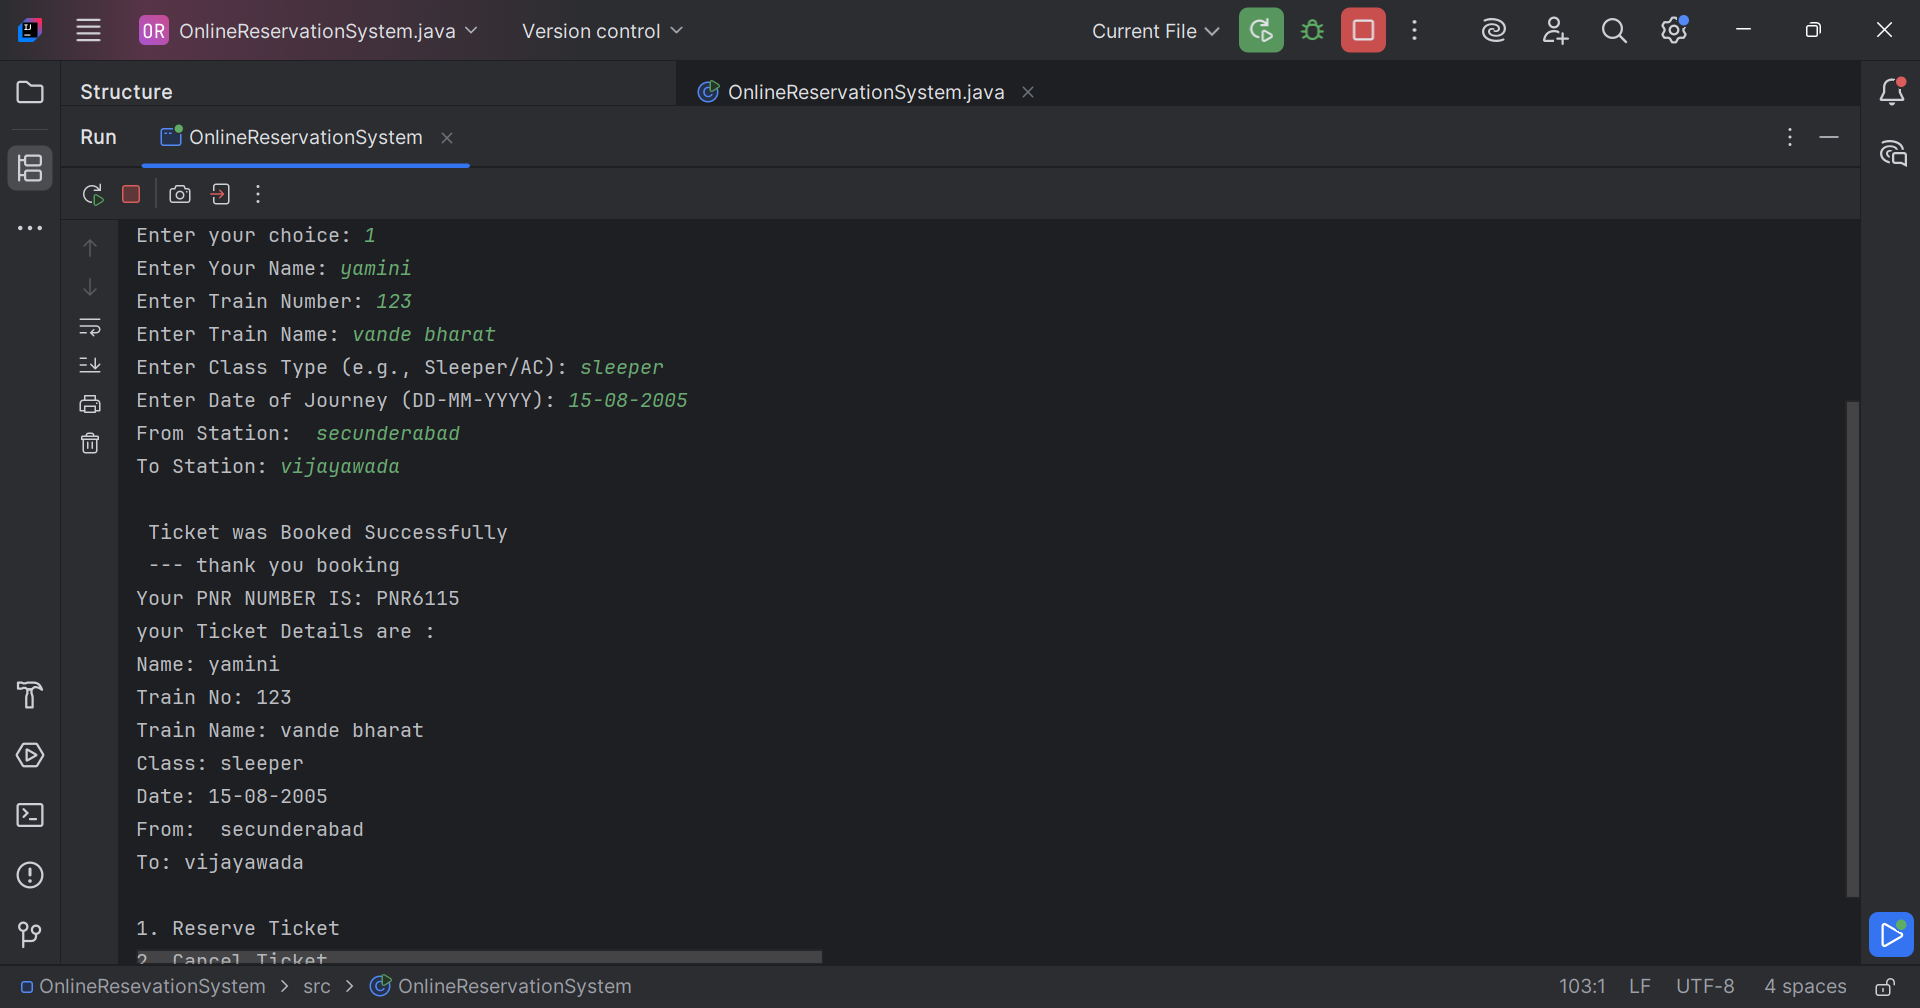 OR OnlineReservationSystem.java Version control Current File
Structure OnlineReservationSystem.java
Run OnlineReservationSystem
Enter your choice: 1
Enter Your Name: yamini
Enter Train Number: 123
Enter Train Name: vande bharat
Enter Class Type (e.g., Sleeper/AC): sleeper
Enter Date of Journey (DD-MM-YYYY): 15-08-2005
From Station:  secunderabad
To Station: vijayawada
Ticket was Booked Successfully
--- thank you booking
Your PNR NUMBER IS: PNR6115
your Ticket Details are :
Name: yamini
Train No: 123
Train Name: vande bharat
Class: sleeper
Date: 15-08-2005
From:  secunderabad
To: vijayawada
1. Reserve Ticket
2. Cancel Ticket
OnlineResevationSystem > src > OnlineReservationSystem 103:1 LF UTF-8 4 spaces